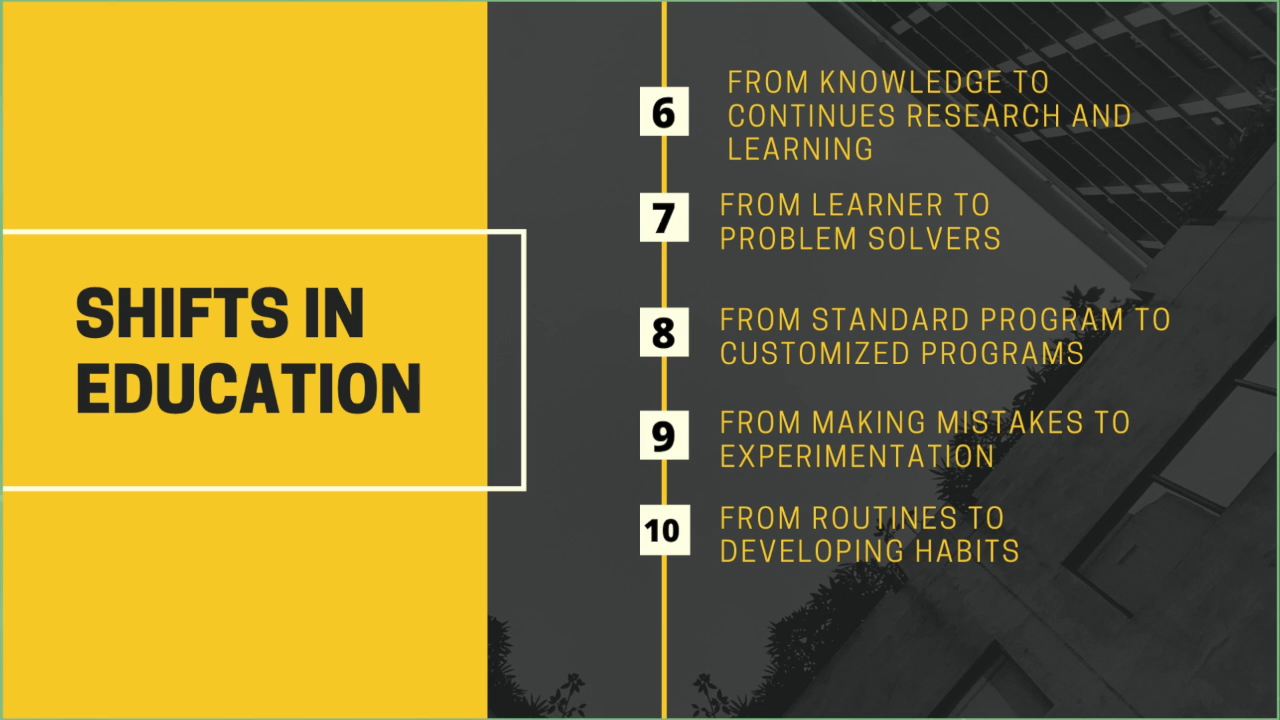 SHIFTS IN
EDUCATION
6
FROM KNOWLEDGE TO
CONTINUES RESEARCH AND
LEARNING
7
FROM LEARNER TO
PROBLEM SOLVERS
8
FROM STANDARD PROGRAM TO
CUSTOMIZED PROGRAMS
9
FROM MAKING MISTAKES TO
EXPERIMENTATION
10
FROM ROUTINES TO
DEVELOPING HABITS